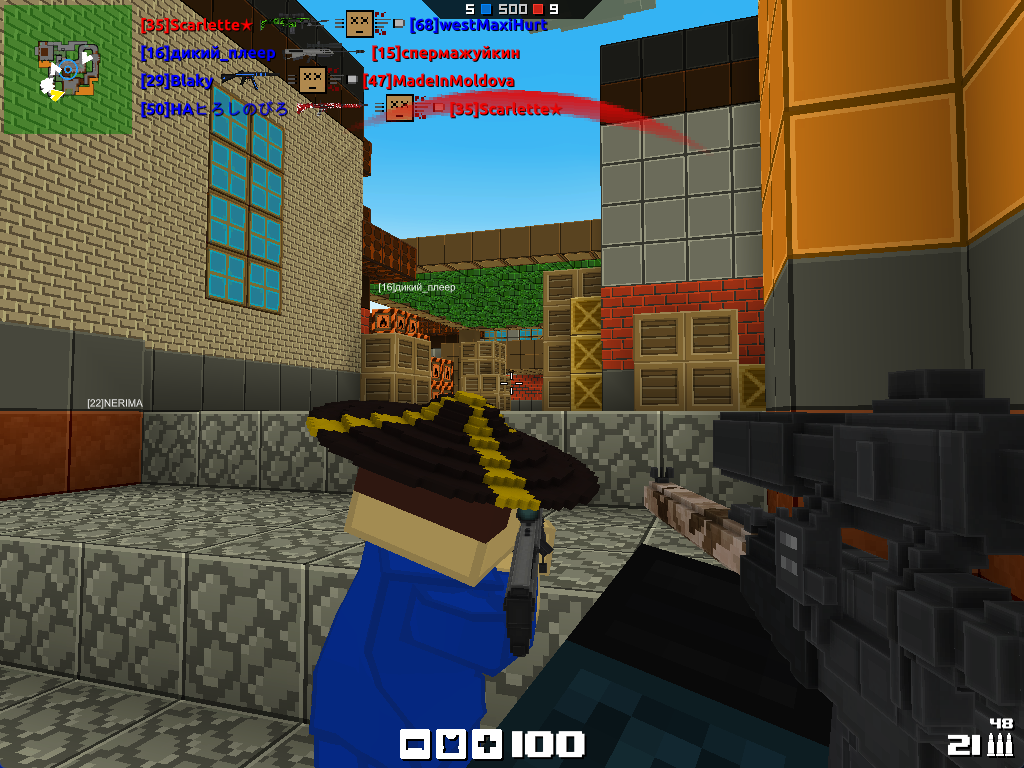 5 500 9
[35]Scarlette★ [68]westMaxiHurt
[16]дикий_плеер [15]спермажуйкин
[29]Blaky [47]MadeInMoldova
[50]HAとろしのびろ [35]Scarlette★
[16]дикий_плеер
[22]NERIMA
48
100 21